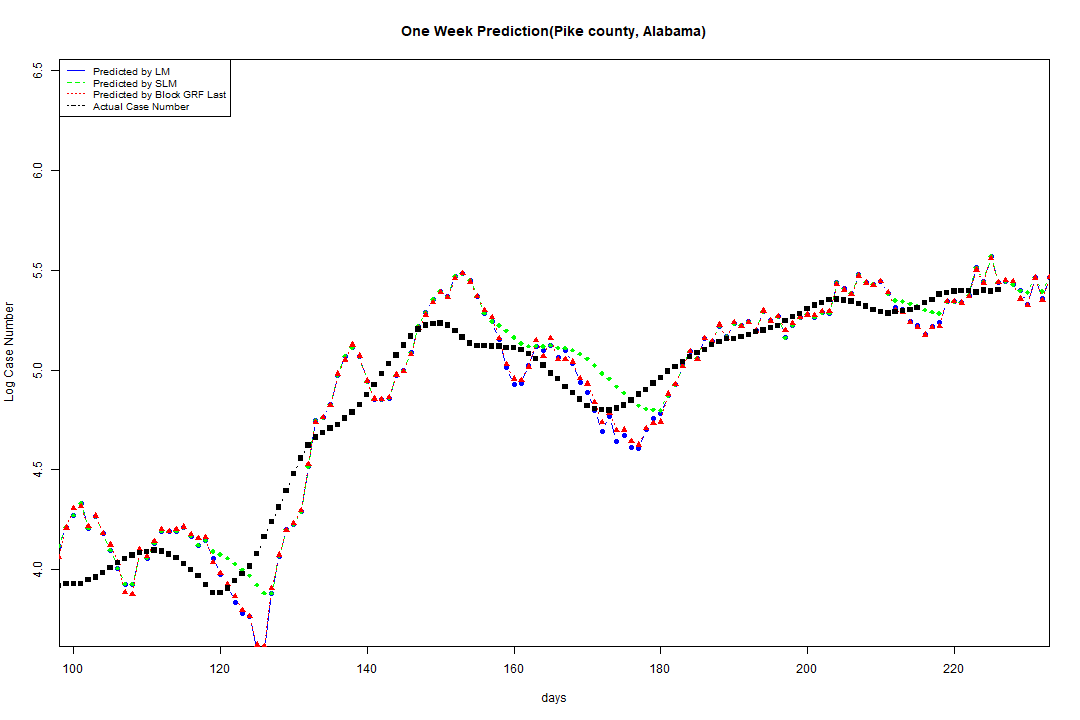 One Week Prediction(Pike county, Alabama)
Predicted by LM
Predicted by SLM
Predicted by Block GRF Last
Actual Case Number
6.5
6.0
5.5
5.0
4.5
4.0
Log Case Number
100 120 140 160 180 200 220
days